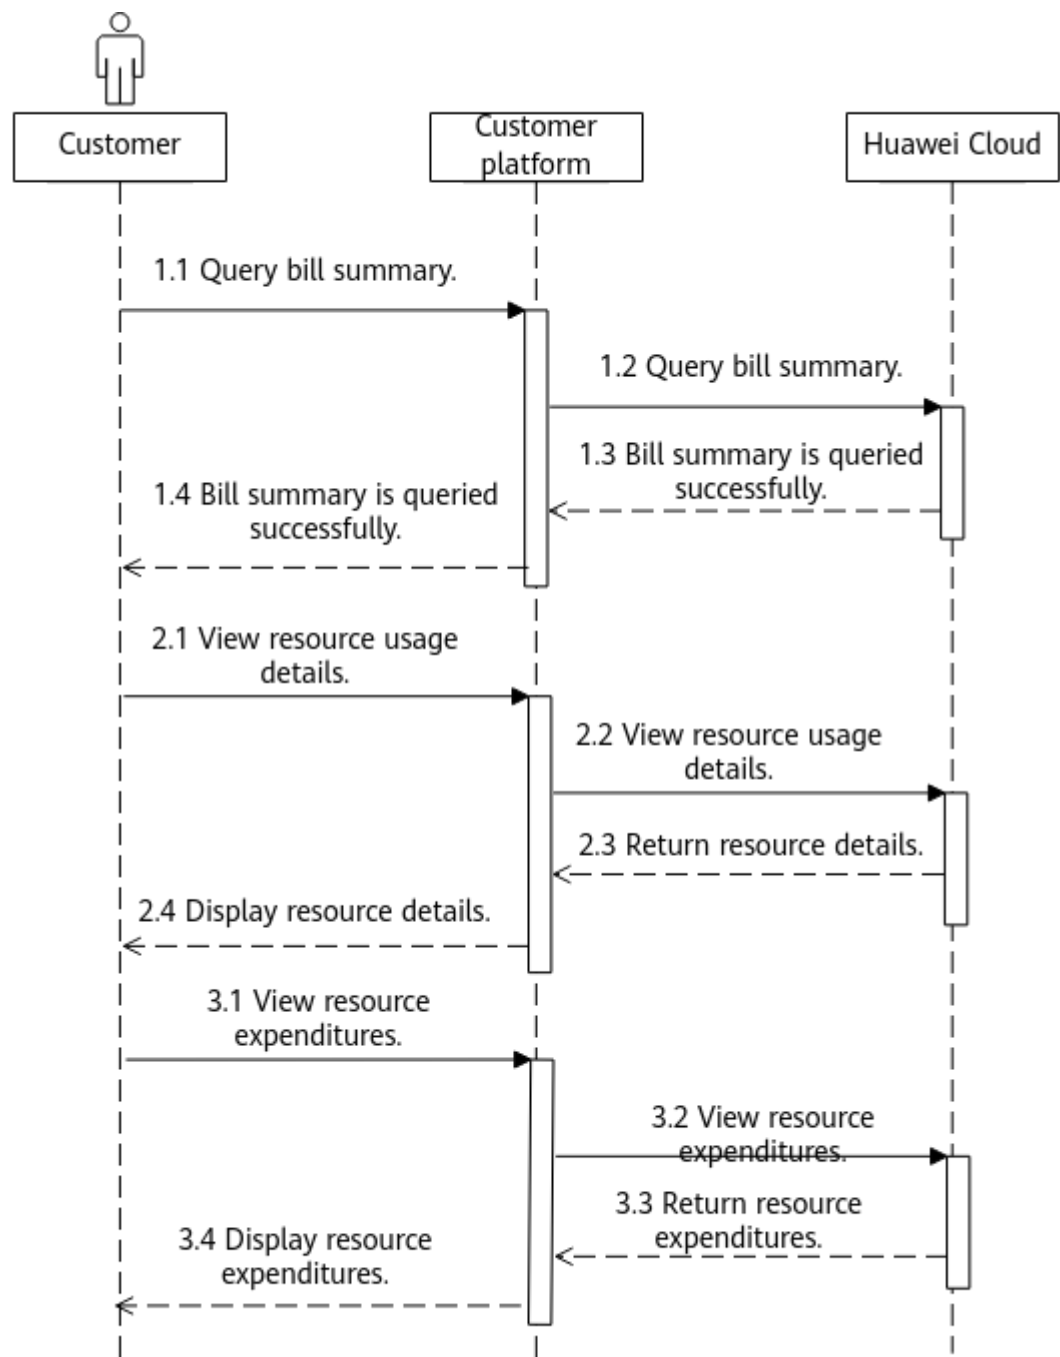 Customer
Customer
platform
Huawei Cloud
1.1 Query bill summary.
1.2 Query bill summary.
1.3 Bill summary is queried
successfully.
1.4 Bill summary is queried
successfully.
2.1 View resource usage
details.
2.2 View resource usage
details.
2.3 Return resource details.
2.4 Display resource details.
3.1 View resource
expenditures.
3.2 View resource
expenditures.
3.3 Return resource
expenditures.
3.4 Display resource
expenditures.